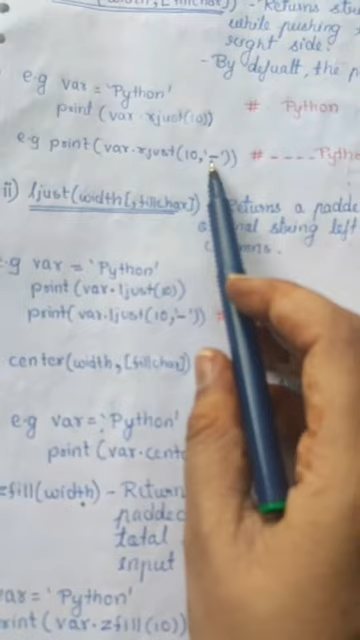 (width[,fillchar]) - Returns
while pushing
right side.
- By default, the p
e.g var = 'Python'
print (var.rjust(10)) # Python
e.g print(var.rjust(10,'-')) # ----Pytho
ii) ljust(width[,fillchar]) Returns a padde
string left
e.g var = 'Python'
print (var.ljust(10))
print(var.ljust(10,'-')) #
center(width,[fillchar])
e.g var = 'Python'
print (var.cent
zfill(width) - Return
padded
total
input
var = 'Python'
print (var.zfill(10))